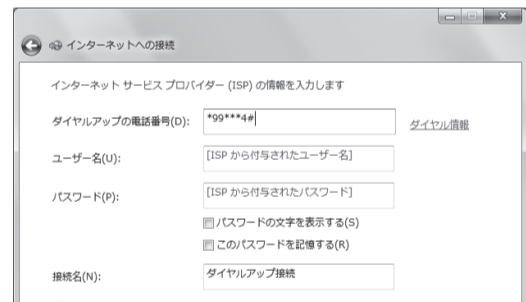 インターネットへの接続
インターネット サービス プロバイダー (ISP) の情報を入力します
ダイヤルアップの電話番号(D): *99***4# ダイヤル情報
ユーザー名(U): [ISP から付与されたユーザー名]
パスワード(P): [ISP から付与されたパスワード]
パスワードの文字を表示する(S)
このパスワードを記憶する(R)
接続名(N): ダイヤルアップ接続